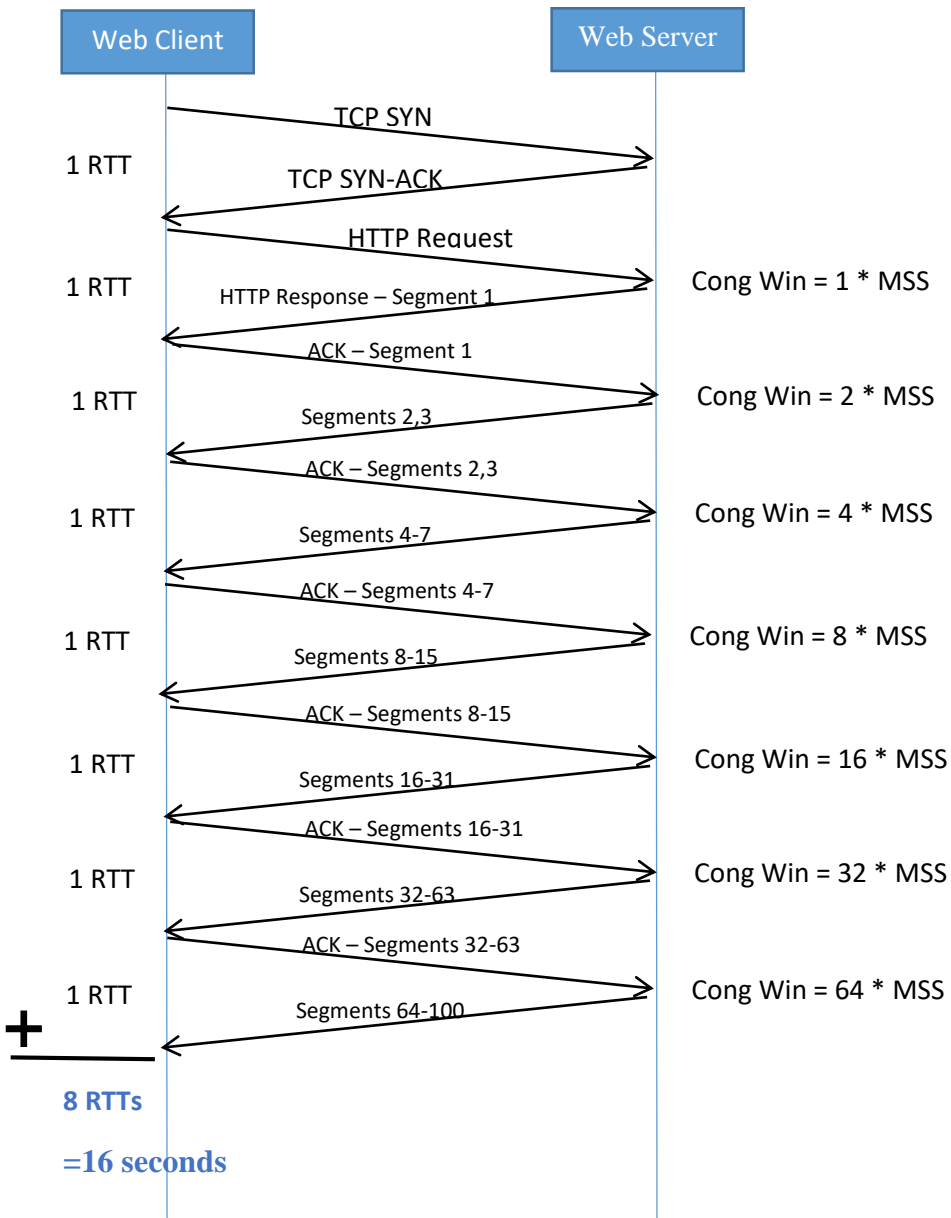 Web Client
Web Server
TCP SYN
1 RTT
TCP SYN-ACK
HTTP Request
1 RTT
Cong Win = 1 * MSS
HTTP Response – Segment 1
ACK – Segment 1
1 RTT
Cong Win = 2 * MSS
Segments 2,3
ACK – Segments 2,3
1 RTT
Cong Win = 4 * MSS
Segments 4-7
ACK – Segments 4-7
1 RTT
Cong Win = 8 * MSS
Segments 8-15
ACK – Segments 8-15
1 RTT
Cong Win = 16 * MSS
Segments 16-31
ACK – Segments 16-31
1 RTT
Cong Win = 32 * MSS
Segments 32-63
ACK – Segments 32-63
1 RTT
Cong Win = 64 * MSS
Segments 64-100
+
8 RTTs
=16 seconds